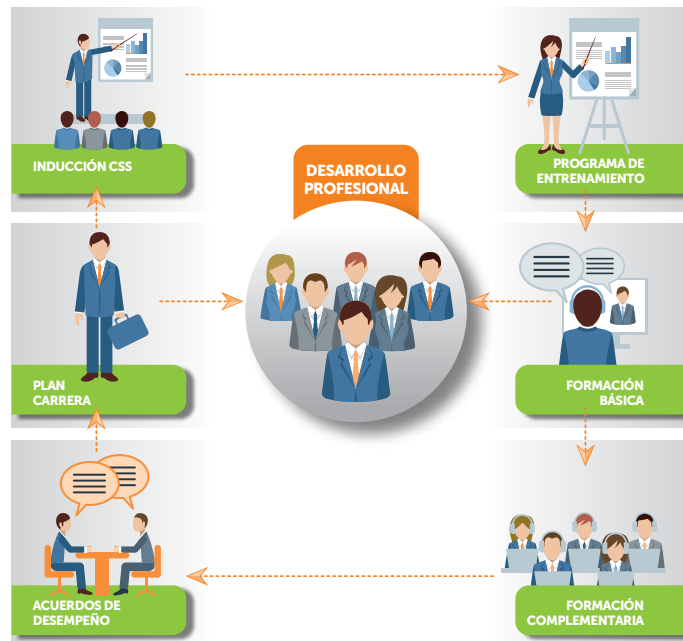 INDUCCIÓN CSS
PROGRAMA DE
ENTRENAMIENTO
DESARROLLO
PROFESIONAL
PLAN
CARRERA
FORMACIÓN
BÁSICA
ACUERDOS DE
DESEMPEÑO
FORMACIÓN
COMPLEMENTARIA